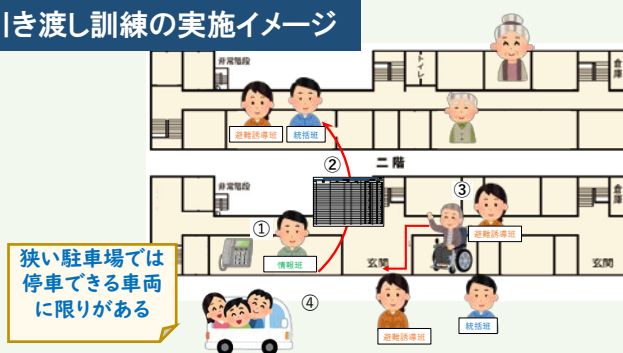 き渡し訓練の実施イメージ
非常階段
トイレ
倉庫
避難誘導班
統括班
二階
②
非常階段
倉庫
①
③
避難誘導班
情報班
玄関
玄関
狭い駐車場では
停車できる車両
に限りがある
④
避難誘導班
統括班